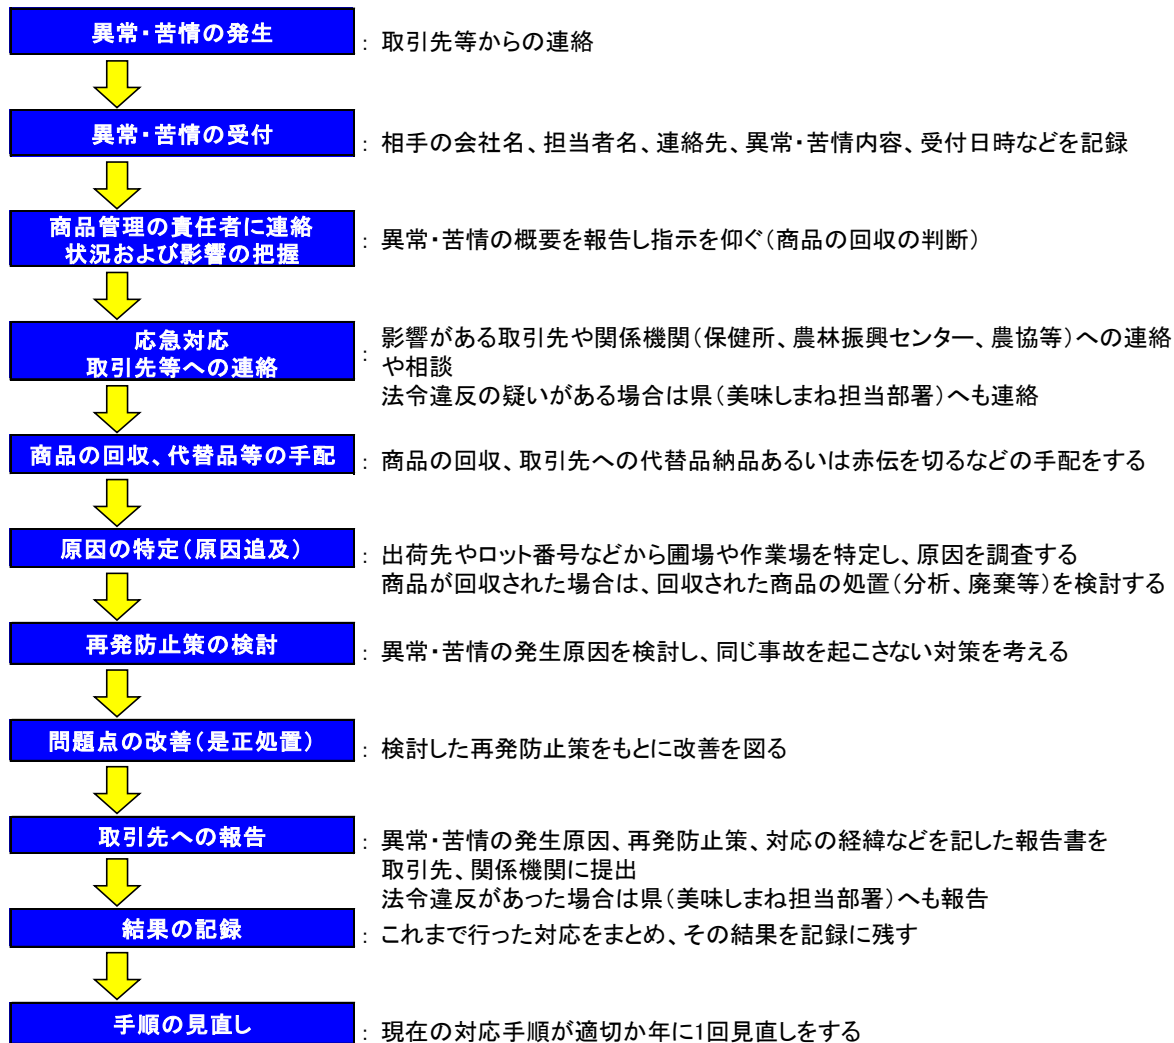 異常・苦情の発生
: 取引先等からの連絡
異常・苦情の受付
: 相手の会社名、担当者名、連絡先、異常・苦情内容、受付日時などを記録
商品管理の責任者に連絡
状況および影響の把握
: 異常・苦情の概要を報告し指示を仰ぐ(商品の回収の判断)
応急対応
取引先等への連絡
: 影響がある取引先や関係機関(保健所、農林振興センター、農協等)への連絡
や相談
法令違反の疑いがある場合は県(美味しまね担当部署)へも連絡
商品の回収、代替品等の手配
: 商品の回収、取引先への代替品納品あるいは赤伝を切るなどの手配をする
原因の特定(原因追及)
: 出荷先やロット番号などから圃場や作業場を特定し、原因を調査する
商品が回収された場合は、回収された商品の処置(分析、廃棄等)を検討する
再発防止策の検討
: 異常・苦情の発生原因を検討し、同じ事故を起こさない対策を考える
問題点の改善(是正処置)
: 検討した再発防止策をもとに改善を図る
取引先への報告
: 異常・苦情の発生原因、再発防止策、対応の経緯などを記した報告書を
取引先、関係機関に提出
法令違反があった場合は県(美味しまね担当部署)へも報告
結果の記録
: これまで行った対応をまとめ、その結果を記録に残す
手順の見直し
: 現在の対応手順が適切か年に1回見直しをする